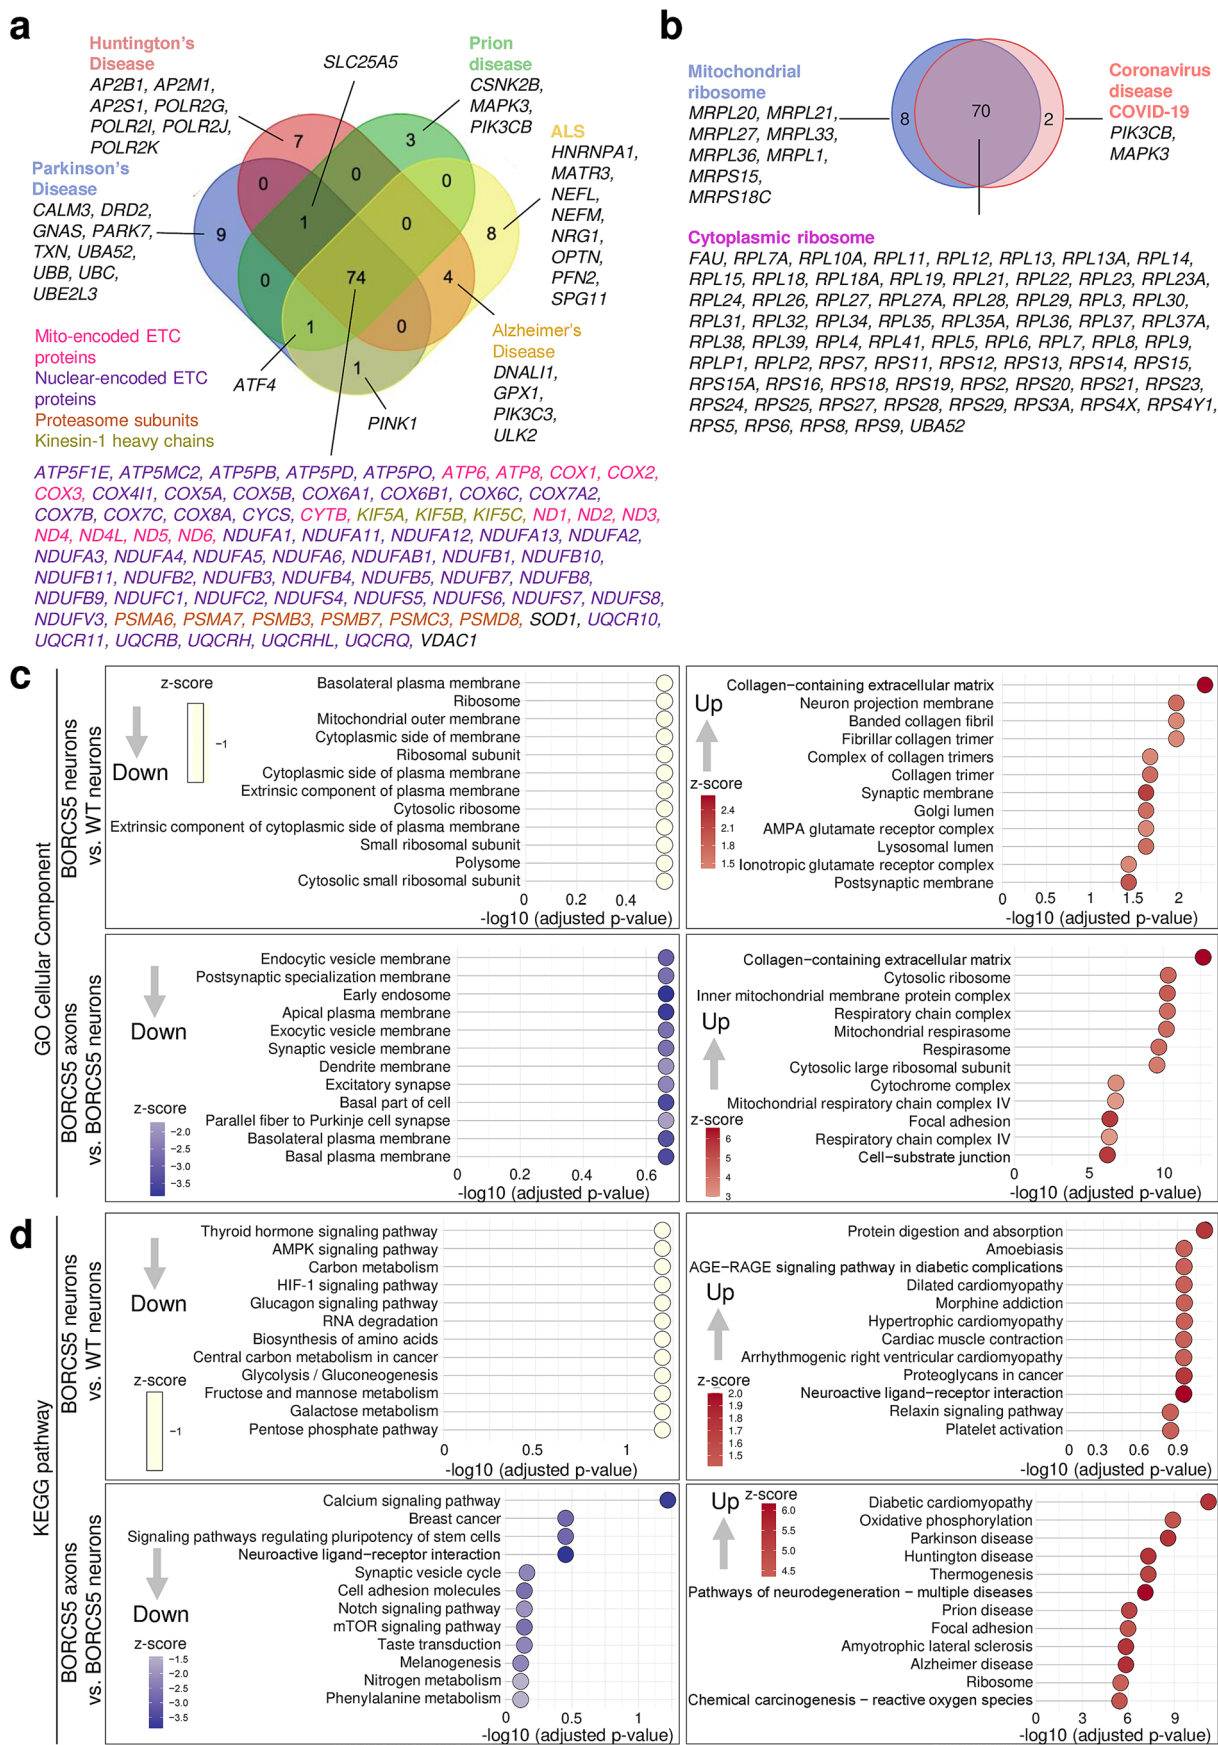 a
Huntington's
Disease
AP2B1, AP2M1,
AP2S1, POLR2G,
POLR2I, POLR2J,
POLR2K
SLC25A5
Prion
disease
CSNK2B,
MAPK3,
PIK3CB
ALS
HNRNPA1,
MATR3,
NEFL,
NEFM,
NRG1,
OPTN,
PFN2,
SPG11
Parkinson's
Disease
CALM3, DRD2,
GNAS, PARK7,
TXN, UBA52,
UBB, UBC,
UBE2L3
7
3
0
0
0
9
1
0
8
0
74
4
1
0
1
ATF4
PINK1
Alzheimer's
Disease
DNALI1,
GPX1,
PIK3C3,
ULK2
Mito-encoded ETC
proteins
Nuclear-encoded ETC
proteins
Proteasome subunits
Kinesin-1 heavy chains
ATP5F1E, ATP5MC2, ATP5PB, ATP5PD, ATP5PO, ATP6, ATP8, COX1, COX2,
COX3, COX4I1, COX5A, COX5B, COX6A1, COX6B1, COX6C, COX7A2,
COX7B, COX7C, COX8A, CYCS, CYTB, KIF5A, KIF5B, KIF5C, ND1, ND2, ND3,
ND4, ND4L, ND5, ND6, NDUFA1, NDUFA11, NDUFA12, NDUFA13, NDUFA2,
NDUFA3, NDUFA4, NDUFA5, NDUFA6, NDUFAB1, NDUFB1, NDUFB10,
NDUFB11, NDUFB2, NDUFB3, NDUFB4, NDUFB5, NDUFB7, NDUFB8,
NDUFB9, NDUFC1, NDUFC2, NDUFS4, NDUFS5, NDUFS6, NDUFS7, NDUFS8,
NDUFV3, PSMA6, PSMA7, PSMB3, PSMB7, PSMC3, PSMD8, SOD1, UQCR10,
UQCR11, UQCRB, UQCRH, UQCRHL, UQCRQ, VDAC1
b
Mitochondrial
ribosome
MRPL20, MRPL21,
MRPL27, MRPL33,
MRPL36, MRPL1,
MRPS15,
MRPS18C
8
70
2
Coronavirus
disease
COVID-19
PIK3CB,
MAPK3
Cytoplasmic ribosome
FAU, RPL7A, RPL10A, RPL11, RPL12, RPL13, RPL13A, RPL14,
RPL15, RPL18, RPL18A, RPL19, RPL21, RPL22, RPL23, RPL23A,
RPL24, RPL26, RPL27, RPL27A, RPL28, RPL29, RPL3, RPL30,
RPL31, RPL32, RPL34, RPL35, RPL35A, RPL36, RPL37, RPL37A,
RPL38, RPL39, RPL4, RPL41, RPL5, RPL6, RPL7, RPL8, RPL9,
RPLP1, RPLP2, RPS7, RPS11, RPS12, RPS13, RPS14, RPS15,
RPS15A, RPS16, RPS18, RPS19, RPS2, RPS20, RPS21, RPS23,
RPS24, RPS25, RPS27, RPS28, RPS29, RPS3A, RPS4X, RPS4Y1,
RPS5, RPS6, RPS8, RPS9, UBA52
c
GO Cellular Component
BORCS5 neurons
vs. WT neurons
z-score
−1
Down
Basolateral plasma membrane
Ribosome
Mitochondrial outer membrane
Cytoplasmic side of membrane
Ribosomal subunit
Cytoplasmic side of plasma membrane
Extrinsic component of plasma membrane
Cytosolic ribosome
Extrinsic component of cytoplasmic side of plasma membrane
Small ribosomal subunit
Polysome
Cytosolic small ribosomal subunit
0 0.2 0.4
-log10 (adjusted p-value)
Up
z-score
2.4
2.1
1.8
1.5
Collagen−containing extracellular matrix
Neuron projection membrane
Banded collagen fibril
Fibrillar collagen trimer
Complex of collagen trimers
Collagen trimer
Synaptic membrane
Golgi lumen
AMPA glutamate receptor complex
Lysosomal lumen
Ionotropic glutamate receptor complex
Postsynaptic membrane
0 0.5 1 1.5 2
-log10 (adjusted p-value)
BORCS5 axons
vs. BORCS5 neurons
Down
z-score
−2.0
−2.5
−3.0
−3.5
Endocytic vesicle membrane
Postsynaptic specialization membrane
Early endosome
Apical plasma membrane
Exocytic vesicle membrane
Synaptic vesicle membrane
Dendrite membrane
Excitatory synapse
Basal part of cell
Parallel fiber to Purkinje cell synapse
Basolateral plasma membrane
Basal plasma membrane
0 0.2 0.4 0.6
-log10 (adjusted p-value)
Up
z-score
6
5
4
3
Collagen−containing extracellular matrix
Cytosolic ribosome
Inner mitochondrial membrane protein complex
Respiratory chain complex
Mitochondrial respirasome
Respirasome
Cytosolic large ribosomal subunit
Cytochrome complex
Mitochondrial respiratory chain complex IV
Focal adhesion
Respiratory chain complex IV
Cell−substrate junction
0 5 10
-log10 (adjusted p-value)
d
KEGG pathway
BORCS5 neurons
vs. WT neurons
Down
z-score
−1
Thyroid hormone signaling pathway
AMPK signaling pathway
Carbon metabolism
HIF−1 signaling pathway
Glucagon signaling pathway
RNA degradation
Biosynthesis of amino acids
Central carbon metabolism in cancer
Glycolysis / Gluconeogenesis
Fructose and mannose metabolism
Galactose metabolism
Pentose phosphate pathway
0 0.5 1
-log10 (adjusted p-value)
Up
z-score
2.0
1.9
1.8
1.7
1.6
1.5
Protein digestion and absorption
Amoebiasis
AGE−RAGE signaling pathway in diabetic complications
Dilated cardiomyopathy
Morphine addiction
Hypertrophic cardiomyopathy
Cardiac muscle contraction
Arrhythmogenic right ventricular cardiomyopathy
Proteoglycans in cancer
Neuroactive ligand−receptor interaction
Relaxin signaling pathway
Platelet activation
0 0.3 0.6 0.9
-log10 (adjusted p-value)
BORCS5 axons
vs. BORCS5 neurons
Down
z-score
−1.5
−2.0
−2.5
−3.0
−3.5
Calcium signaling pathway
Breast cancer
Signaling pathways regulating pluripotency of stem cells
Neuroactive ligand−receptor interaction
Synaptic vesicle cycle
Cell adhesion molecules
Notch signaling pathway
mTOR signaling pathway
Taste transduction
Melanogenesis
Nitrogen metabolism
Phenylalanine metabolism
0 0.5 1
-log10 (adjusted p-value)
Up
z-score
6.0
5.5
5.0
4.5
Diabetic cardiomyopathy
Oxidative phosphorylation
Parkinson disease
Huntington disease
Thermogenesis
Pathways of neurodegeneration − multiple diseases
Prion disease
Focal adhesion
Amyotrophic lateral sclerosis
Alzheimer disease
Ribosome
Chemical carcinogenesis − reactive oxygen species
0 3 6 9
-log10 (adjusted p-value)